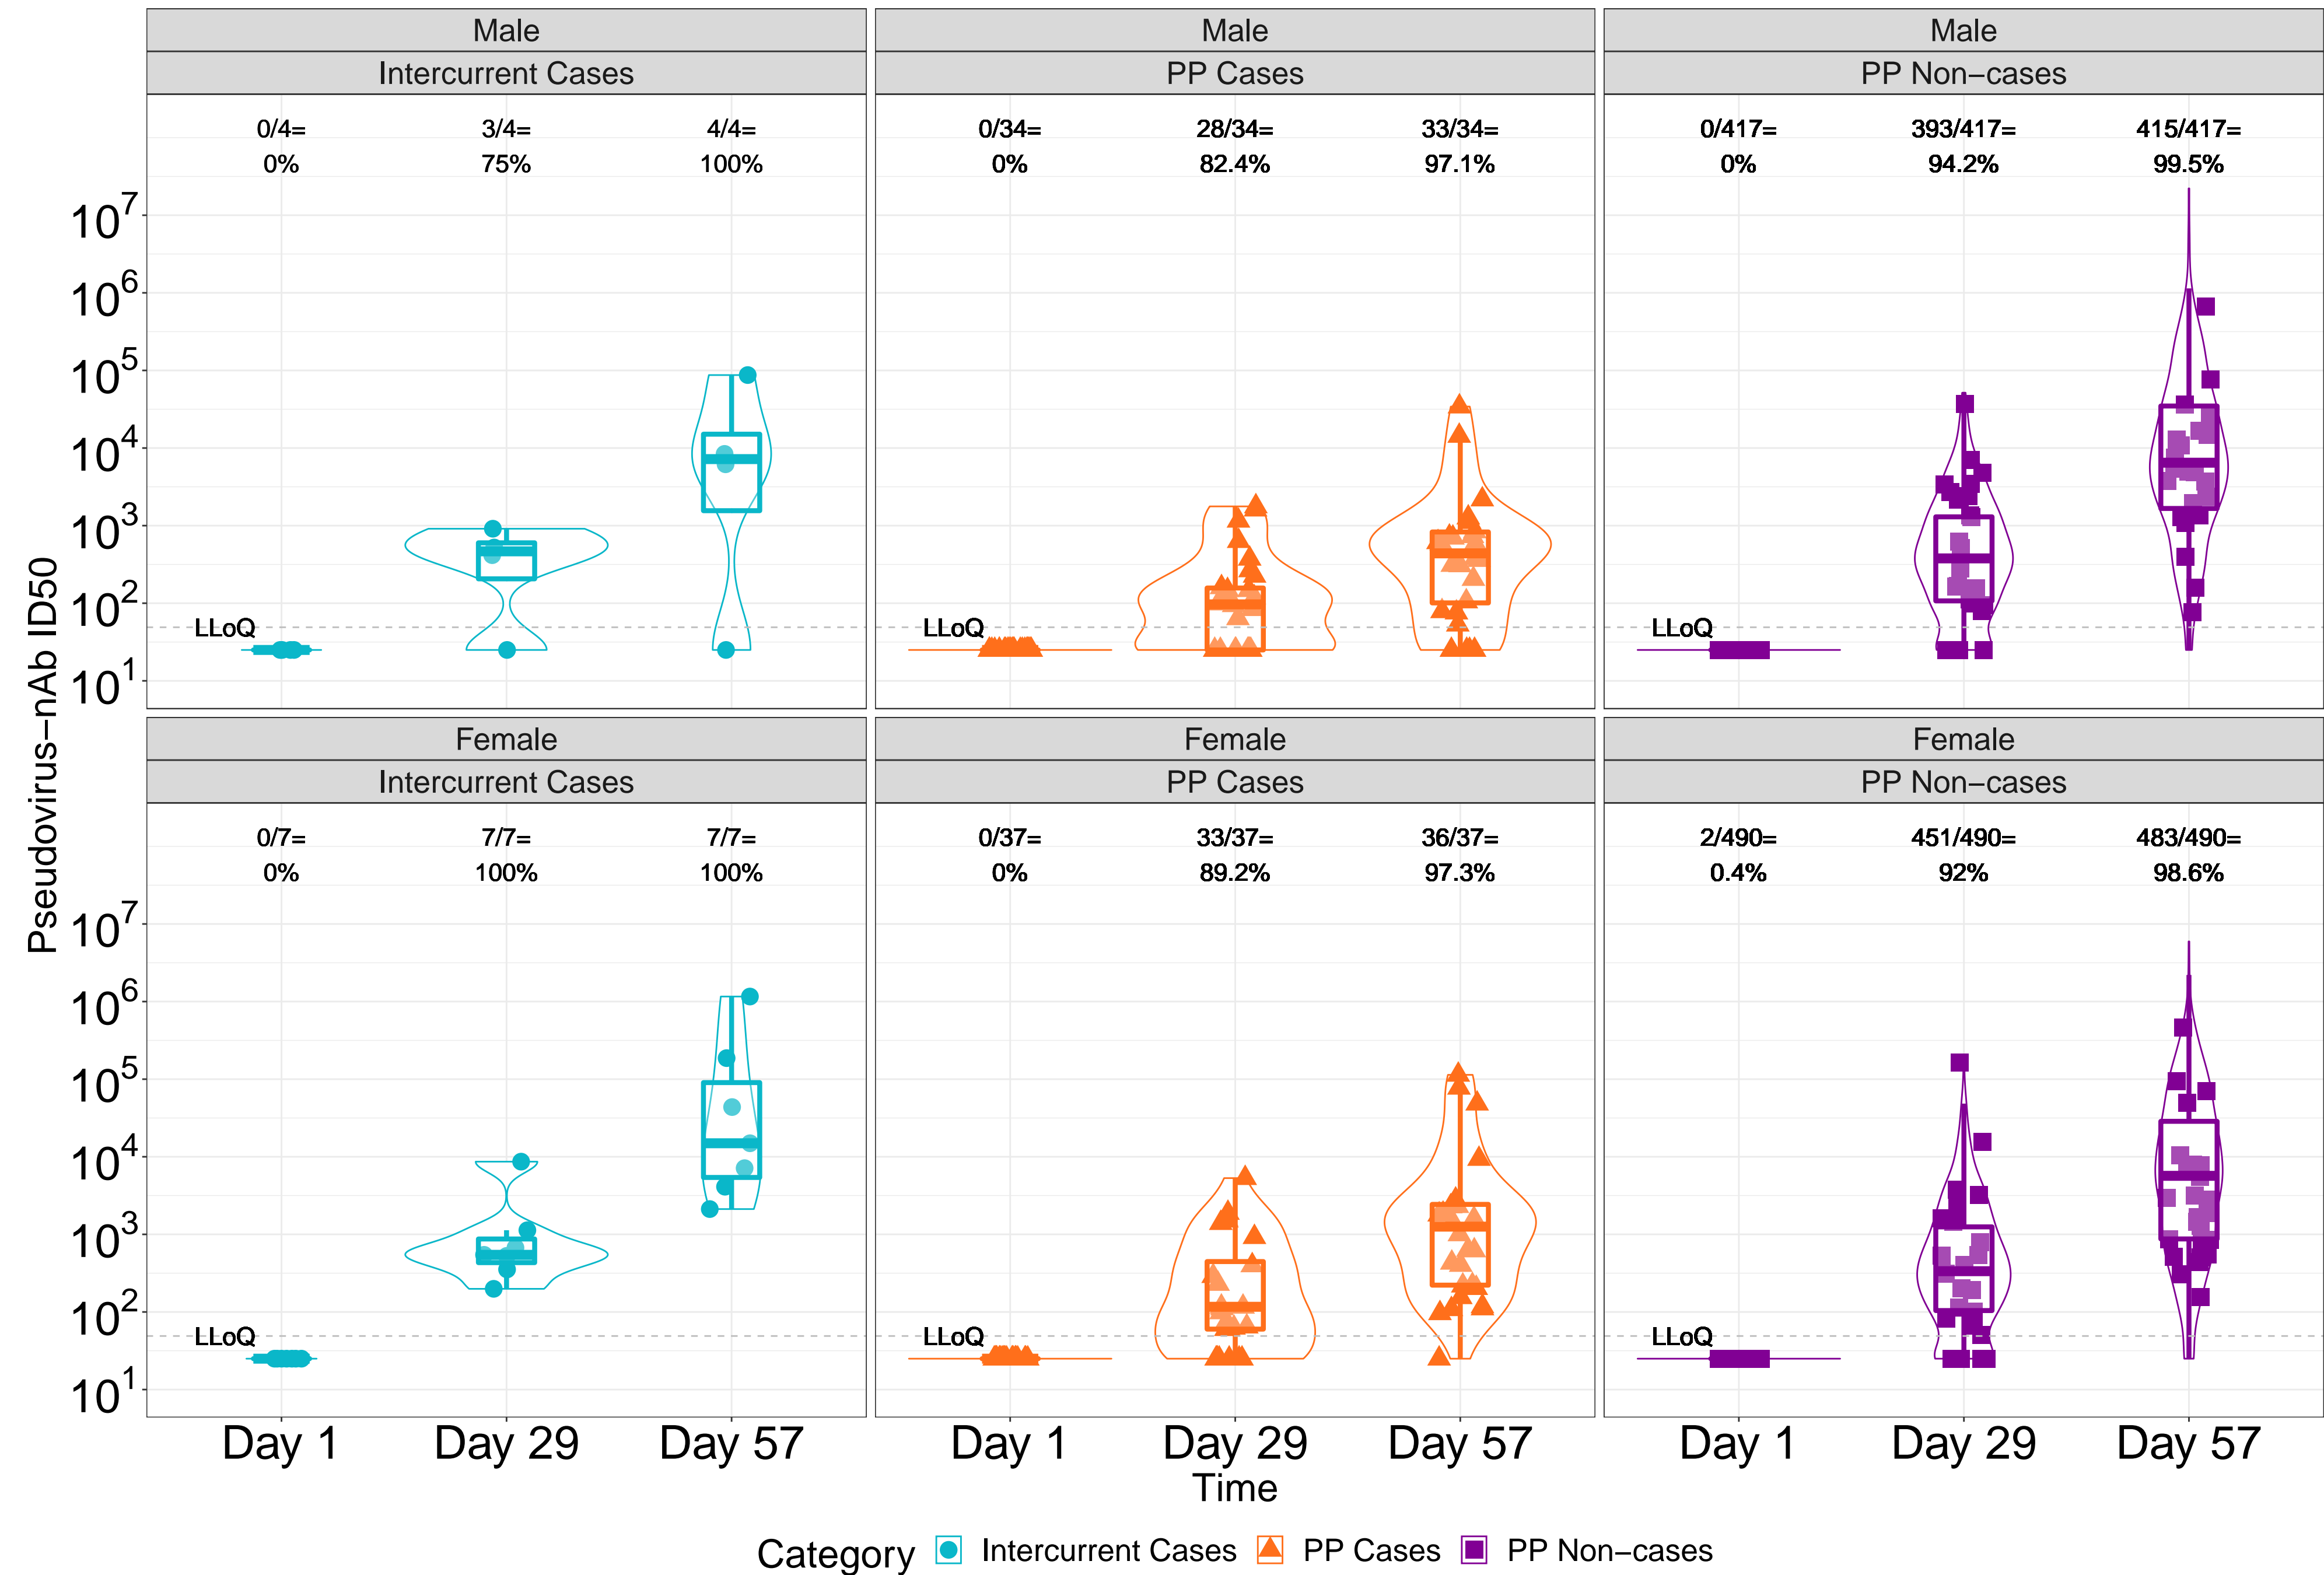 Male Male Male
Intercurrent Cases PP Cases PP Non−cases
0/4= 3/4= 4/4= 0/34= 28/34= 33/34= 0/417= 393/417= 415/417=
0% 75% 100% 0% 82.4% 97.1% 0% 94.2% 99.5%
10^7
10^6
10^5
10^4
10^3
10^2
LLoQ LLoQ LLoQ
10^1
Pseudovirus−nAb ID50
Female Female Female
Intercurrent Cases PP Cases PP Non−cases
0/7= 7/7= 7/7= 0/37= 33/37= 36/37= 2/490= 451/490= 483/490=
0% 100% 100% 0% 89.2% 97.3% 0.4% 92% 98.6%
10^7
10^6
10^5
10^4
10^3
10^2
LLoQ LLoQ LLoQ
10^1
Day 1 Day 29 Day 57 Day 1 Day 29 Day 57 Day 1 Day 29 Day 57
Time
Category Intercurrent Cases PP Cases PP Non−cases